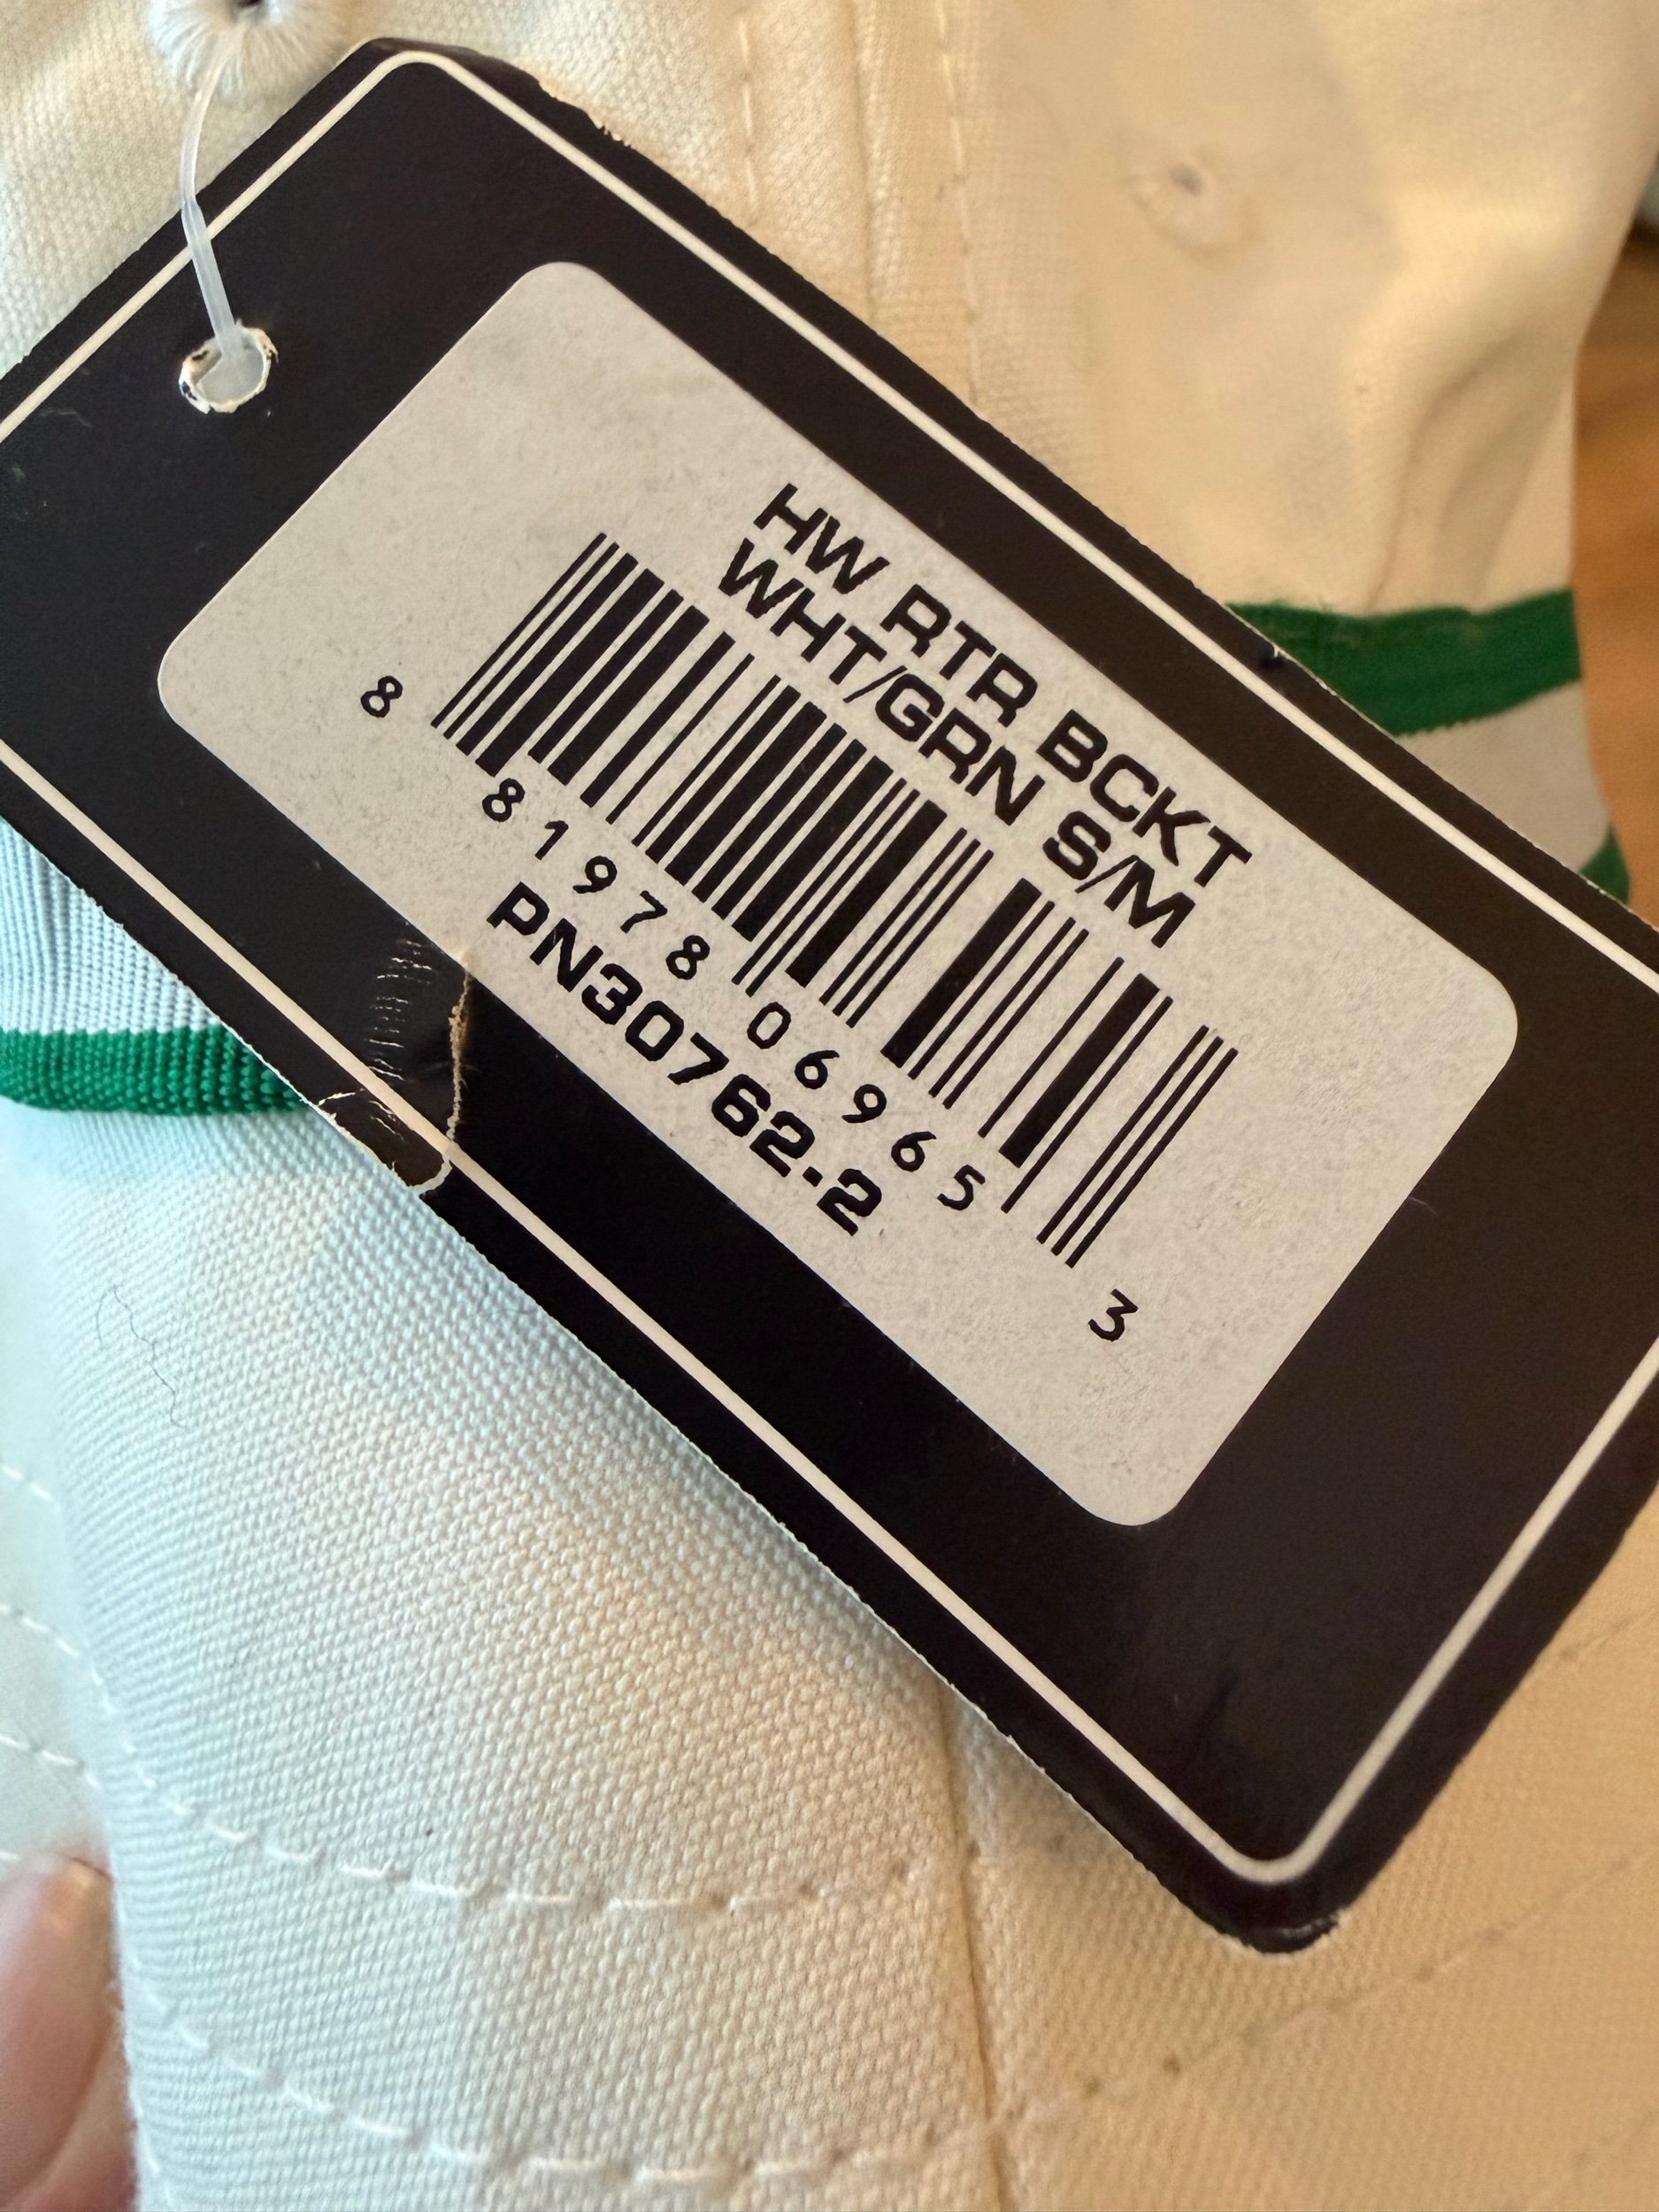 HW RTR BCKT
WHT/GRN S/M
8 81978 06965 3
PN30762-2